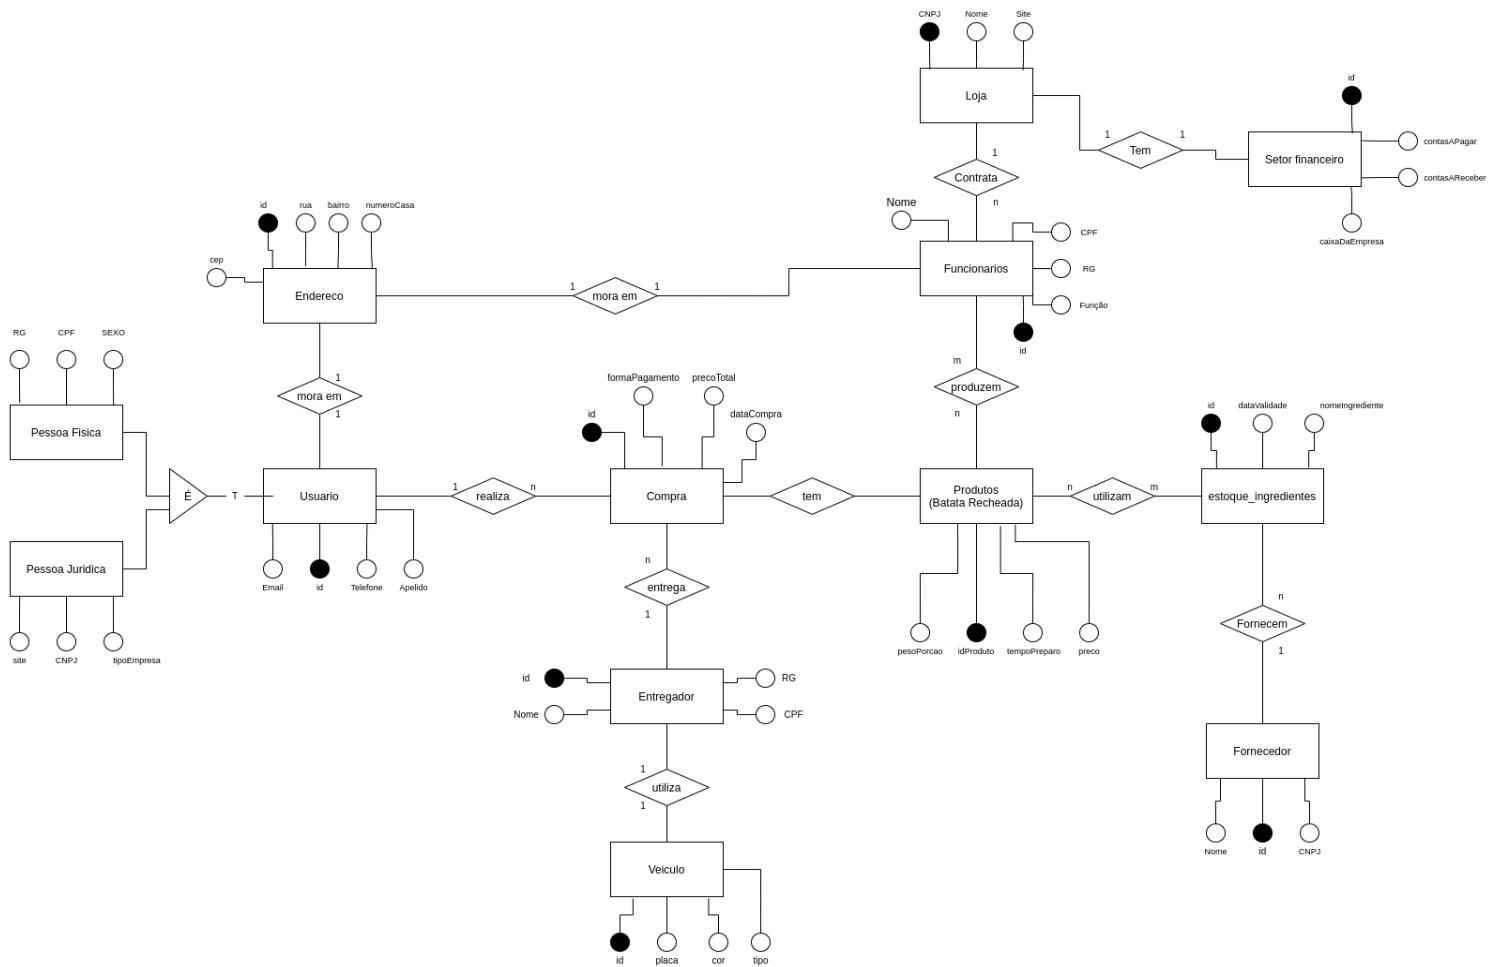 CNPJ
Nome
Site
Loja
id
1
Tem
1
Setor financeiro
contasAPagar
contasAReceber
caixaDaEmpresa
1
Contrata
n
Nome
CPF
Funcionarios
RG
Função
id
id
rua
bairro
numeroCasa
cep
Endereco
1
mora em
1
RG
CPF
SEXO
Pessoa Fisica
1
mora em
1
formaPagamento
precoTotal
id
dataCompra
m
produzem
n
id
dataValidade
nomeIngrediente
É
T
Usuario
1
realiza
n
Compra
tem
Produtos
(Batata Recheada)
n
utilizam
m
estoque_ingredientes
Pessoa Juridica
Email
id
Telefone
Apelido
site
CNPJ
tipoEmpresa
n
entrega
1
pesoPorcao
idProduto
tempoPreparo
preco
n
Fornecem
1
id
Nome
Entregador
RG
CPF
Fornecedor
Nome
id
CNPJ
1
utiliza
1
Veiculo
id
placa
cor
tipo